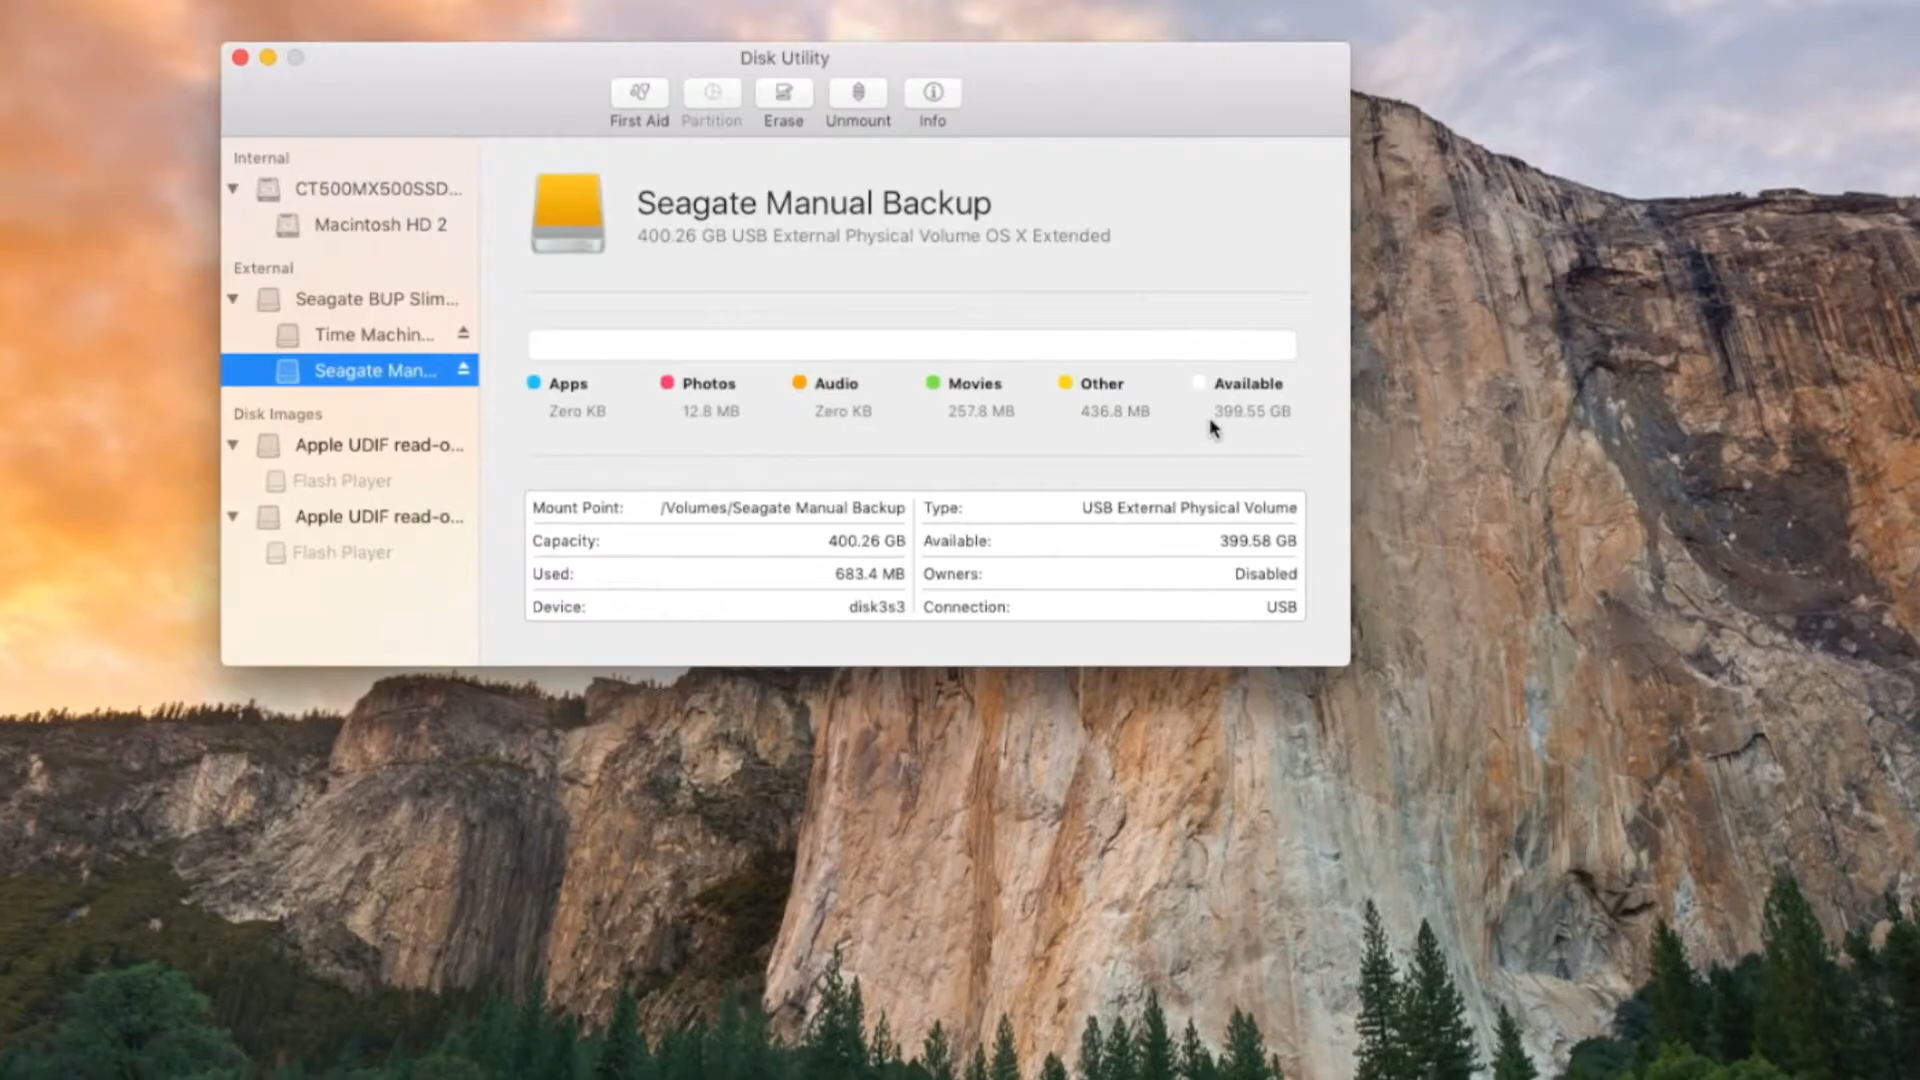 Disk Utility
First Aid Partition Erase Unmount Info
Internal
CT500MX500SSD...
Macintosh HD 2
External
Seagate BUP Slim...
Time Machin...
Seagate Man...
Disk Images
Apple UDIF read-o...
Flash Player
Apple UDIF read-o...
Flash Player
Seagate Manual Backup
400.26 GB USB External Physical Volume OS X Extended
Apps Photos Audio Movies Other Available
Zero KB 12.8 MB Zero KB 257.8 MB 436.8 MB 399.55 GB
Mount Point: /Volumes/Seagate Manual Backup Type: USB External Physical Volume
Capacity: 400.26 GB Available: 399.58 GB
Used: 683.4 MB Owners: Disabled
Device: disk3s3 Connection: USB